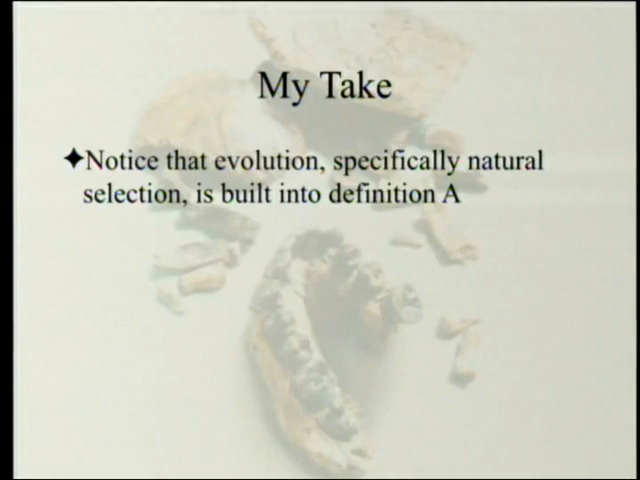 My Take
✦Notice that evolution, specifically natural
selection, is built into definition A